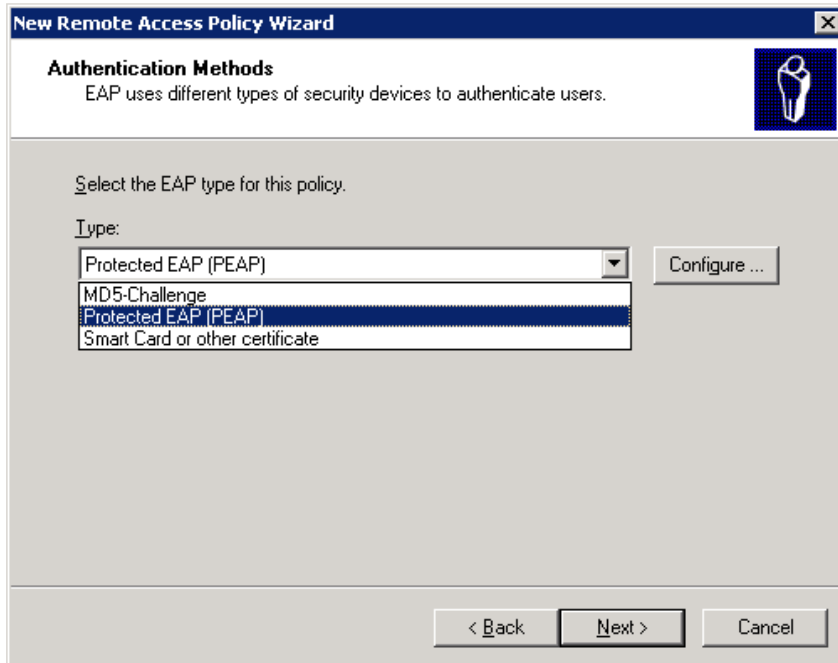 New Remote Access Policy Wizard
Authentication Methods
EAP uses different types of security devices to authenticate users.
Select the EAP type for this policy.
Type:
Protected EAP (PEAP)
Configure ...
MD5-Challenge
Protected EAP (PEAP)
Smart Card or other certificate
< Back
Next >
Cancel